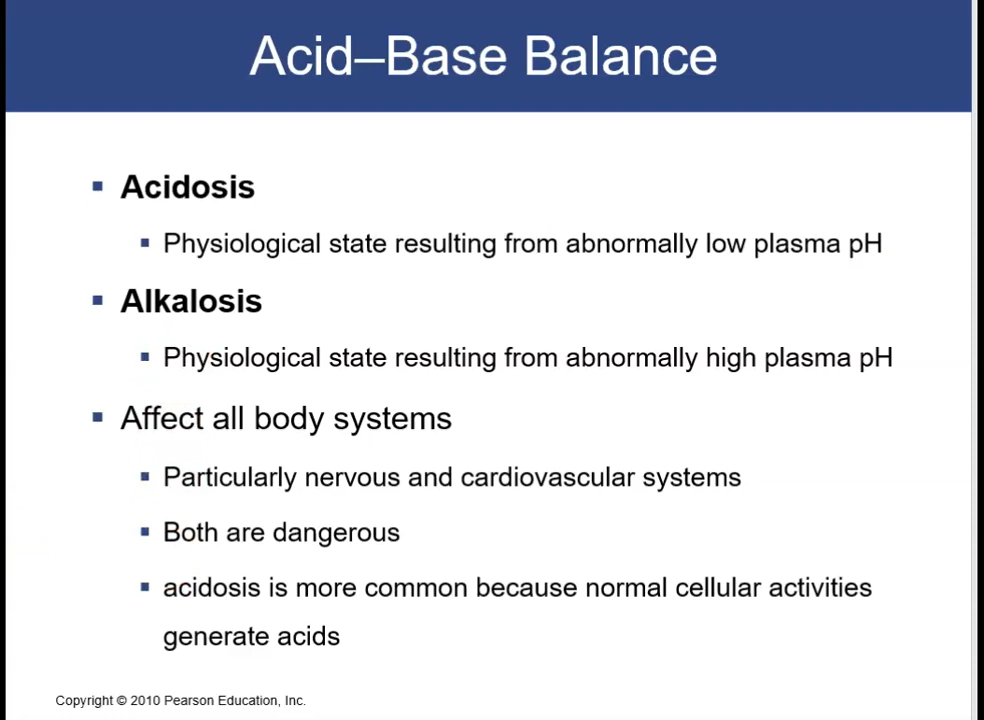 Acid–Base Balance
Acidosis
Physiological state resulting from abnormally low plasma pH
Alkalosis
Physiological state resulting from abnormally high plasma pH
Affect all body systems
Particularly nervous and cardiovascular systems
Both are dangerous
acidosis is more common because normal cellular activities
generate acids
Copyright © 2010 Pearson Education, Inc.